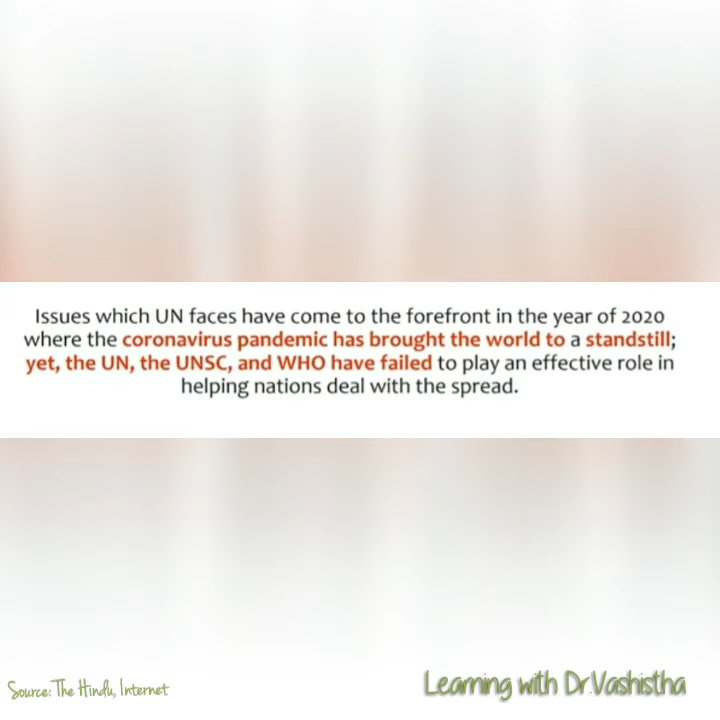 Issues which UN faces have come to the forefront in the year of 2020
where the coronavirus pandemic has brought the world to a standstill;
yet, the UN, the UNSC, and WHO have failed to play an effective role in
helping nations deal with the spread.
Source: The Hindu, Internet
Learning with Dr.Vashistha